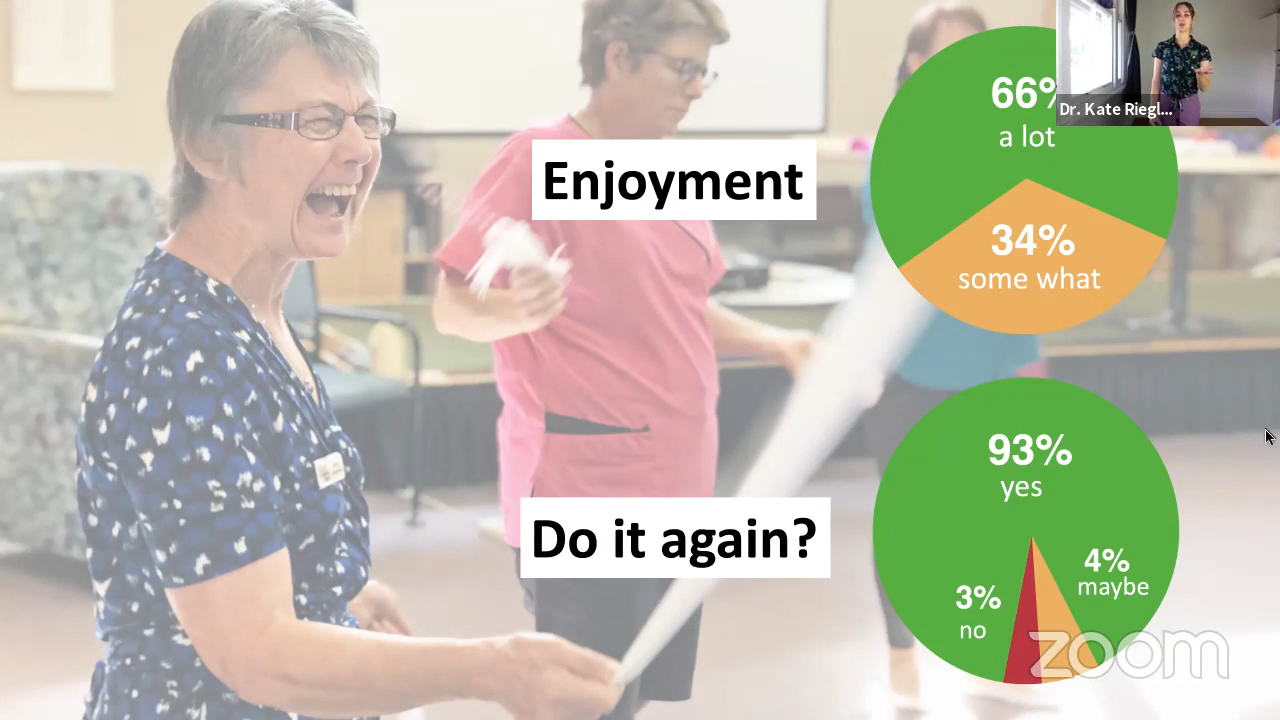 Enjoyment
66%
a lot
34%
some what
Dr. Kate Riegl...
Do it again?
93%
yes
4%
maybe
3%
no
zoom